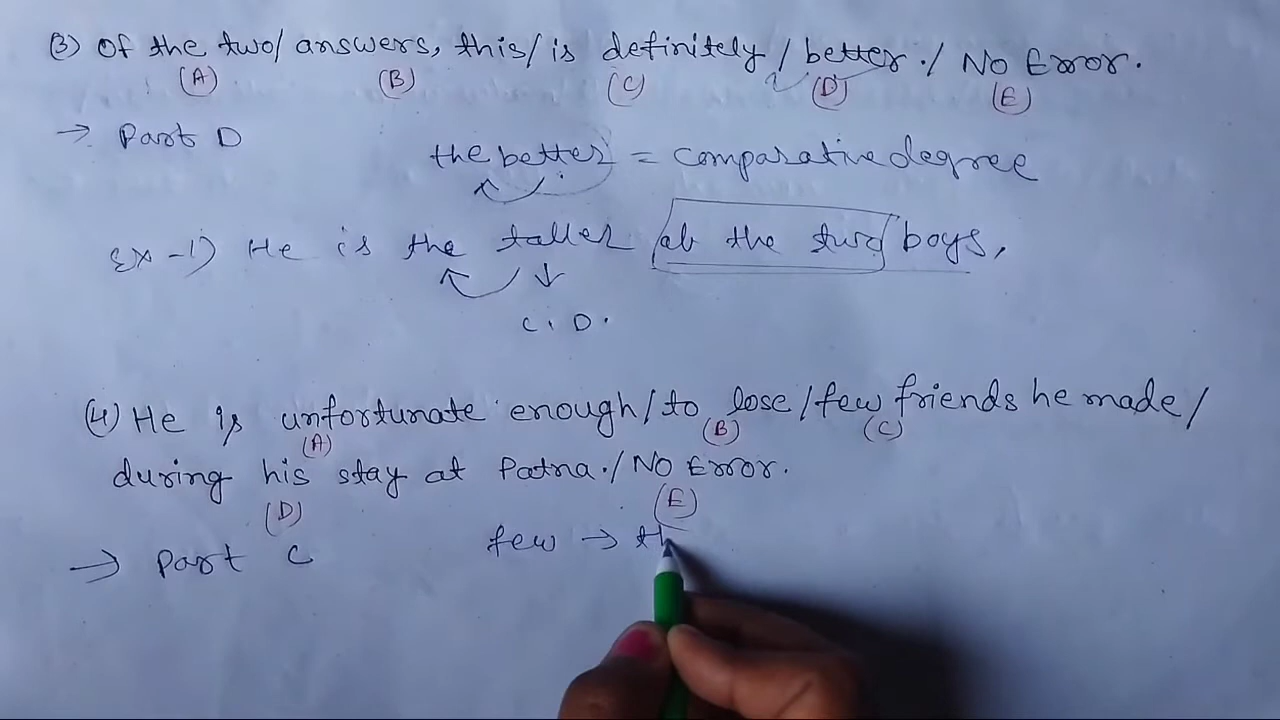 (3) Of the two/ answers, this/ is definitely / better./ No Error.
(A) (B) (C) (D) (E)
→ Part D
the better = comparative degree
Ex-1) He is the taller of the two boys,
C. D.
(4) He is unfortunate enough/ to lose/ few friends he made/
(A) (B) (C)
during his stay at Patna./ No Error.
(D) (E)
→ Part C few → th